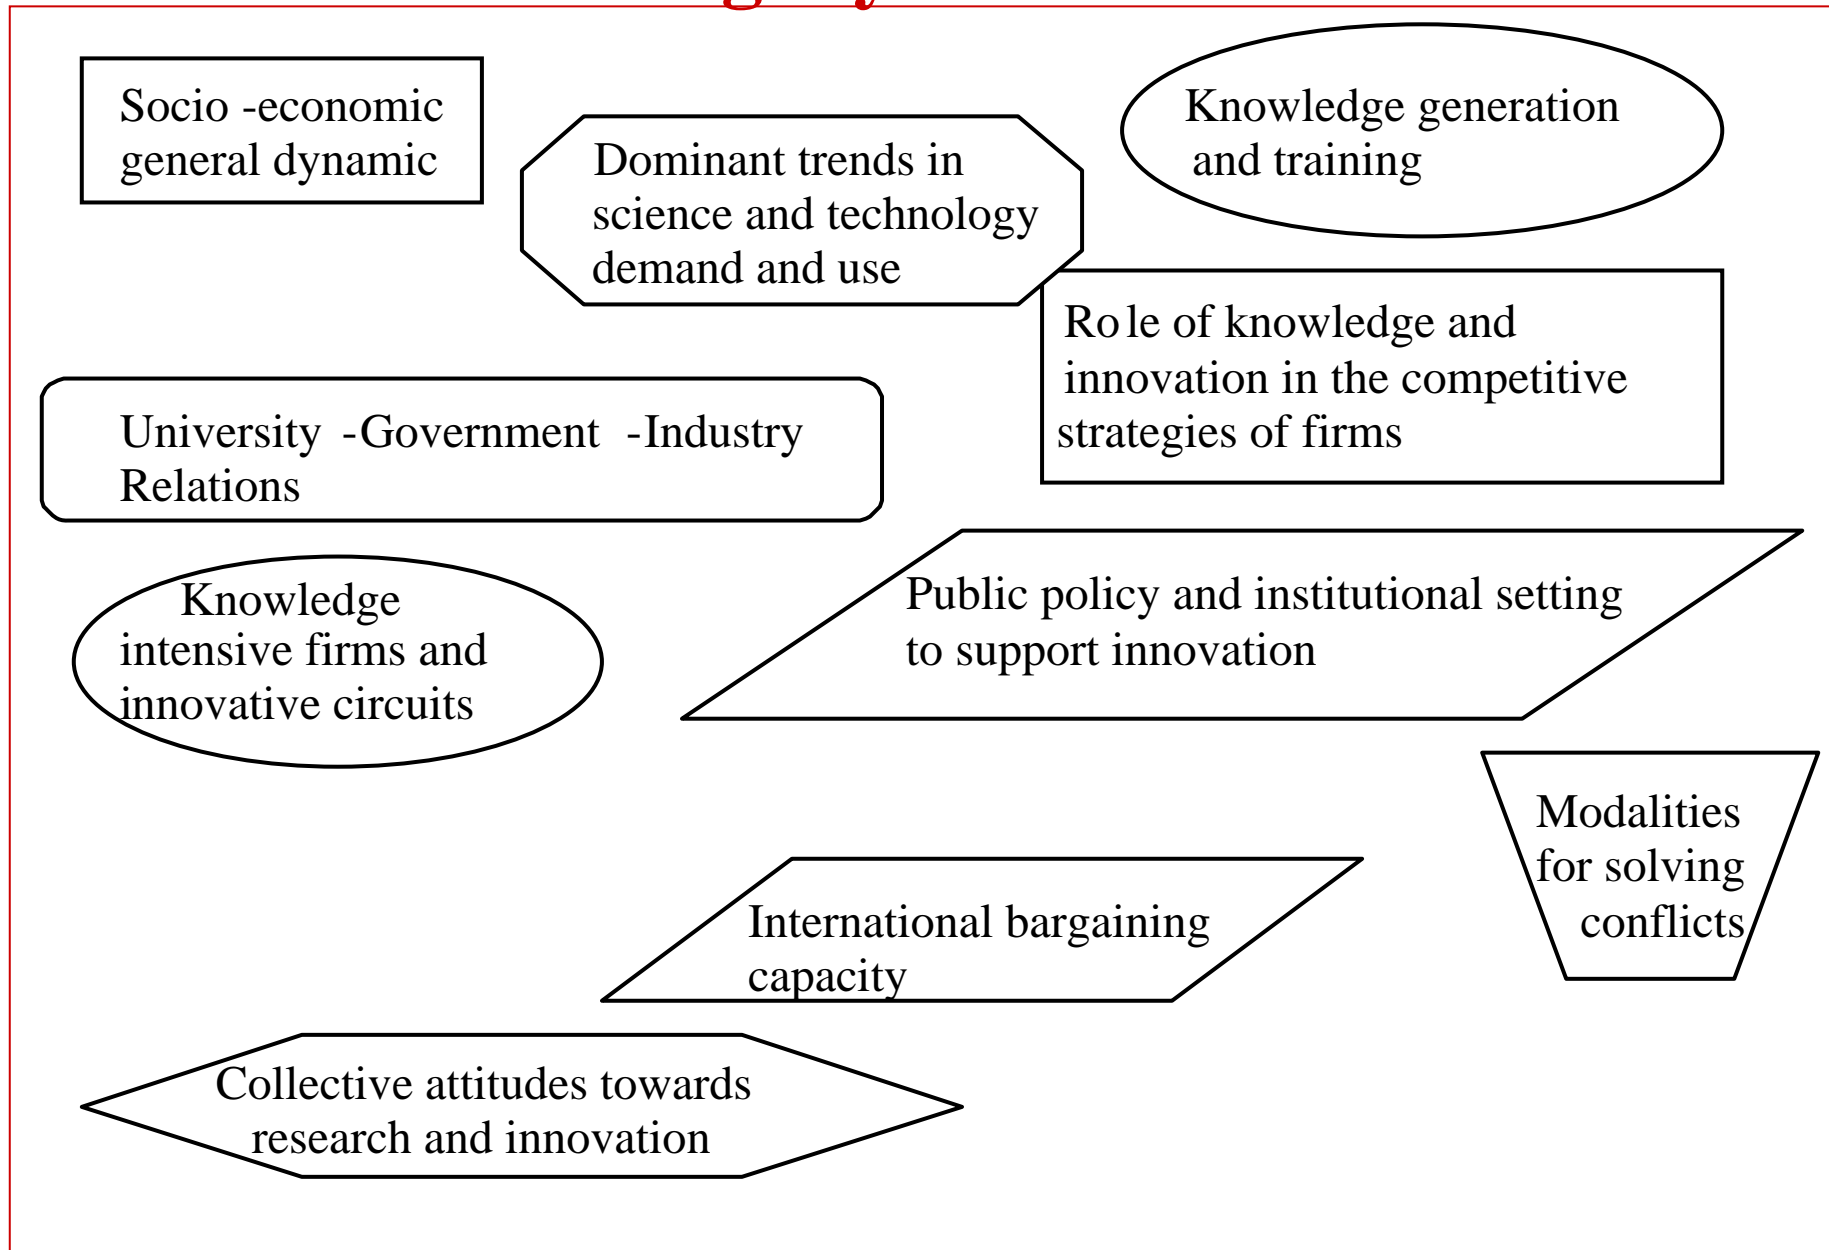 Socio -economic
general dynamic
Dominant trends in
science and technology
demand and use
Knowledge generation
and training
Role of knowledge and
innovation in the competitive
strategies of firms
University -Government -Industry
Relations
Knowledge
intensive firms and
innovative circuits
Public policy and institutional setting
to support innovation
Modalities
for solving
conflicts
International bargaining
capacity
Collective attitudes towards
research and innovation